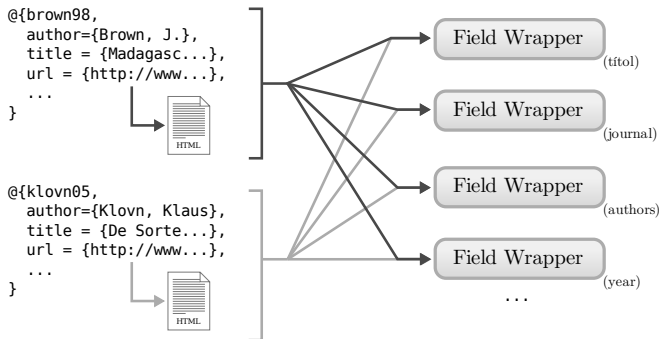 @{brown98,
author={Brown, J.},
title = {Madagasc...},
url = {http://www...},
...
}
HTML
@{klovn05,
author={Klovn, Klaus},
title = {De Sorte...},
url = {http://www...},
...
}
HTML
Field Wrapper
(títol)
Field Wrapper
(journal)
Field Wrapper
(authors)
Field Wrapper
(year)
...